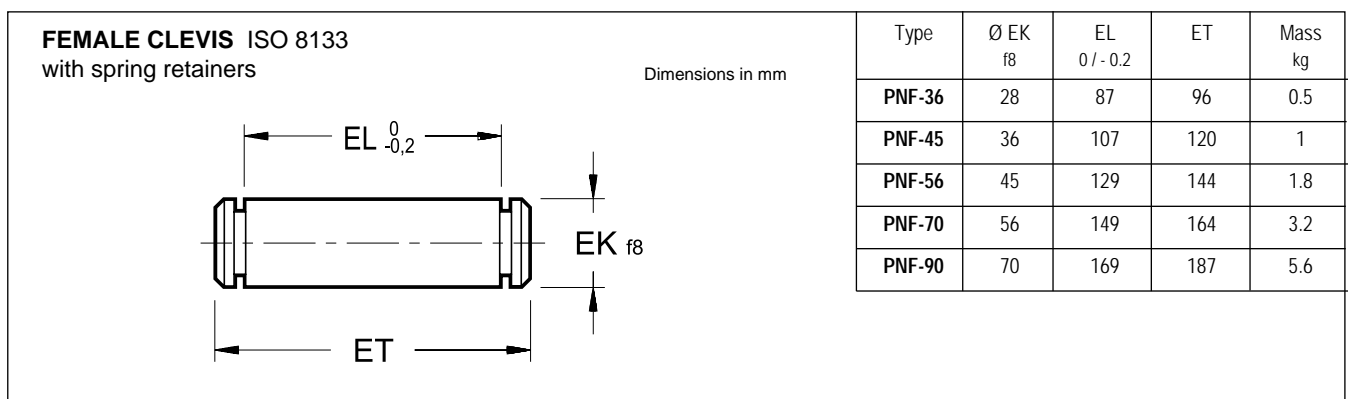 FEMALE CLEVIS ISO 8133
with spring retainers
Dimensions in mm
EL 0 -0,2
EK f8
ET
Type Ø EK EL ET Mass
f8 0 / - 0.2 kg
PNF-36 28 87 96 0.5
PNF-45 36 107 120 1
PNF-56 45 129 144 1.8
PNF-70 56 149 164 3.2
PNF-90 70 169 187 5.6